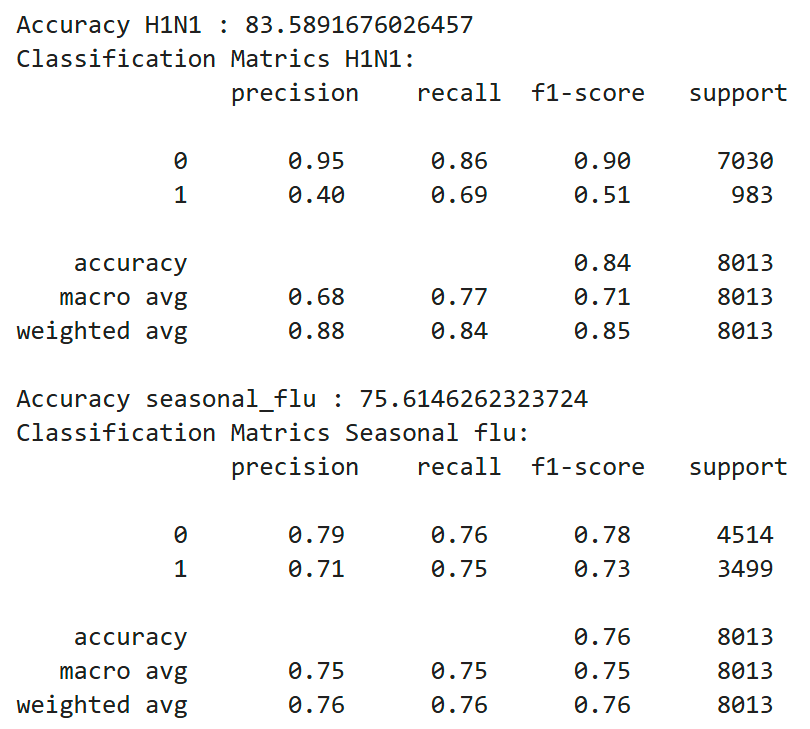 Accuracy H1N1 : 83.5891676026457
Classification Matrics H1N1:
precision recall f1-score support
0 0.95 0.86 0.90 7030
1 0.40 0.69 0.51 983
accuracy 0.84 8013
macro avg 0.68 0.77 0.71 8013
weighted avg 0.88 0.84 0.85 8013
Accuracy seasonal_flu : 75.6146262323724
Classification Matrics Seasonal flu:
precision recall f1-score support
0 0.79 0.76 0.78 4514
1 0.71 0.75 0.73 3499
accuracy 0.76 8013
macro avg 0.75 0.75 0.75 8013
weighted avg 0.76 0.76 0.76 8013